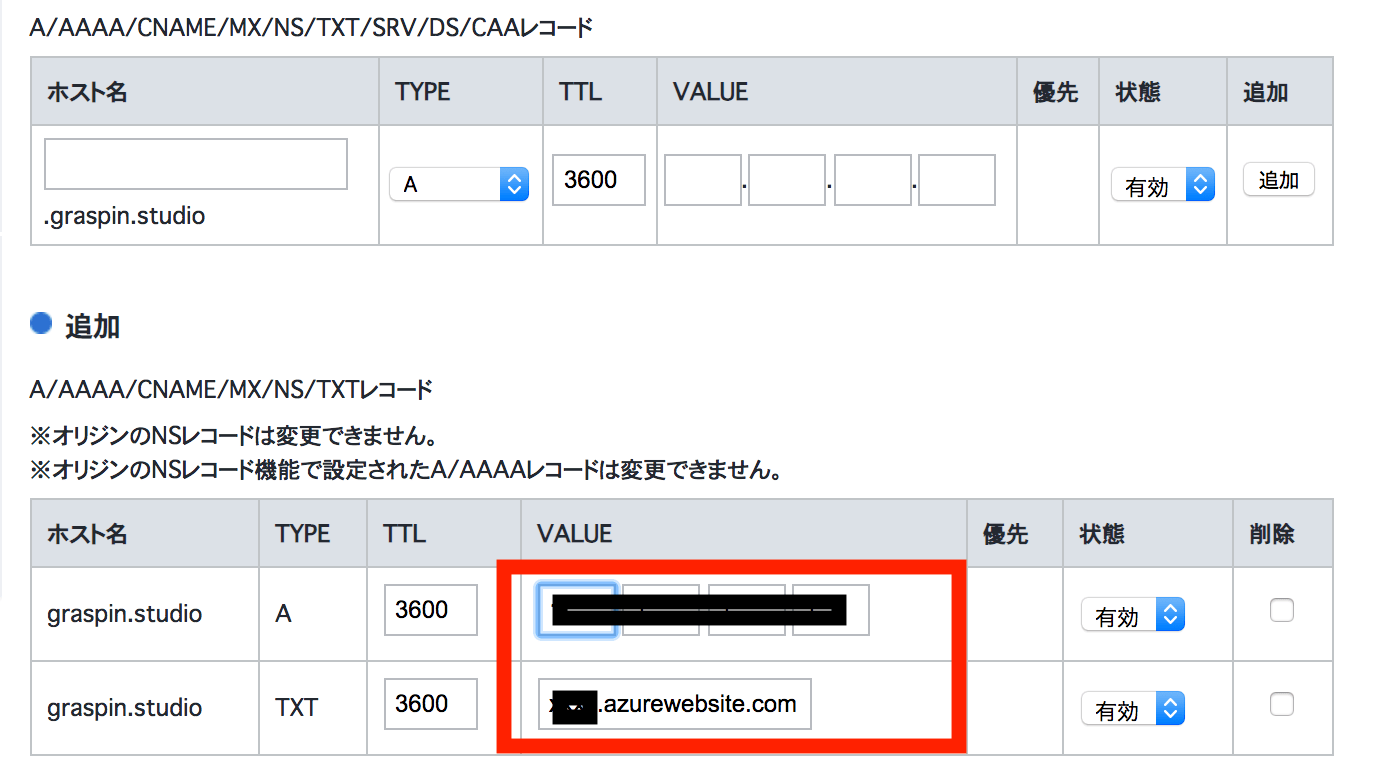 A/AAAA/CNAME/MX/NS/TXT/SRV/DS/CAAレコード
ホスト名 TYPE TTL VALUE 優先 状態 追加
A 3600 . . . 有効 追加
.graspin.studio
追加
A/AAAA/CNAME/MX/NS/TXTレコード
※オリジンのNSレコードは変更できません。
※オリジンのNSレコード機能で設定されたA/AAAAレコードは変更できません。
ホスト名 TYPE TTL VALUE 優先 状態 削除
graspin.studio A 3600 有効
graspin.studio TXT 3600 .azurewebsite.com 有効